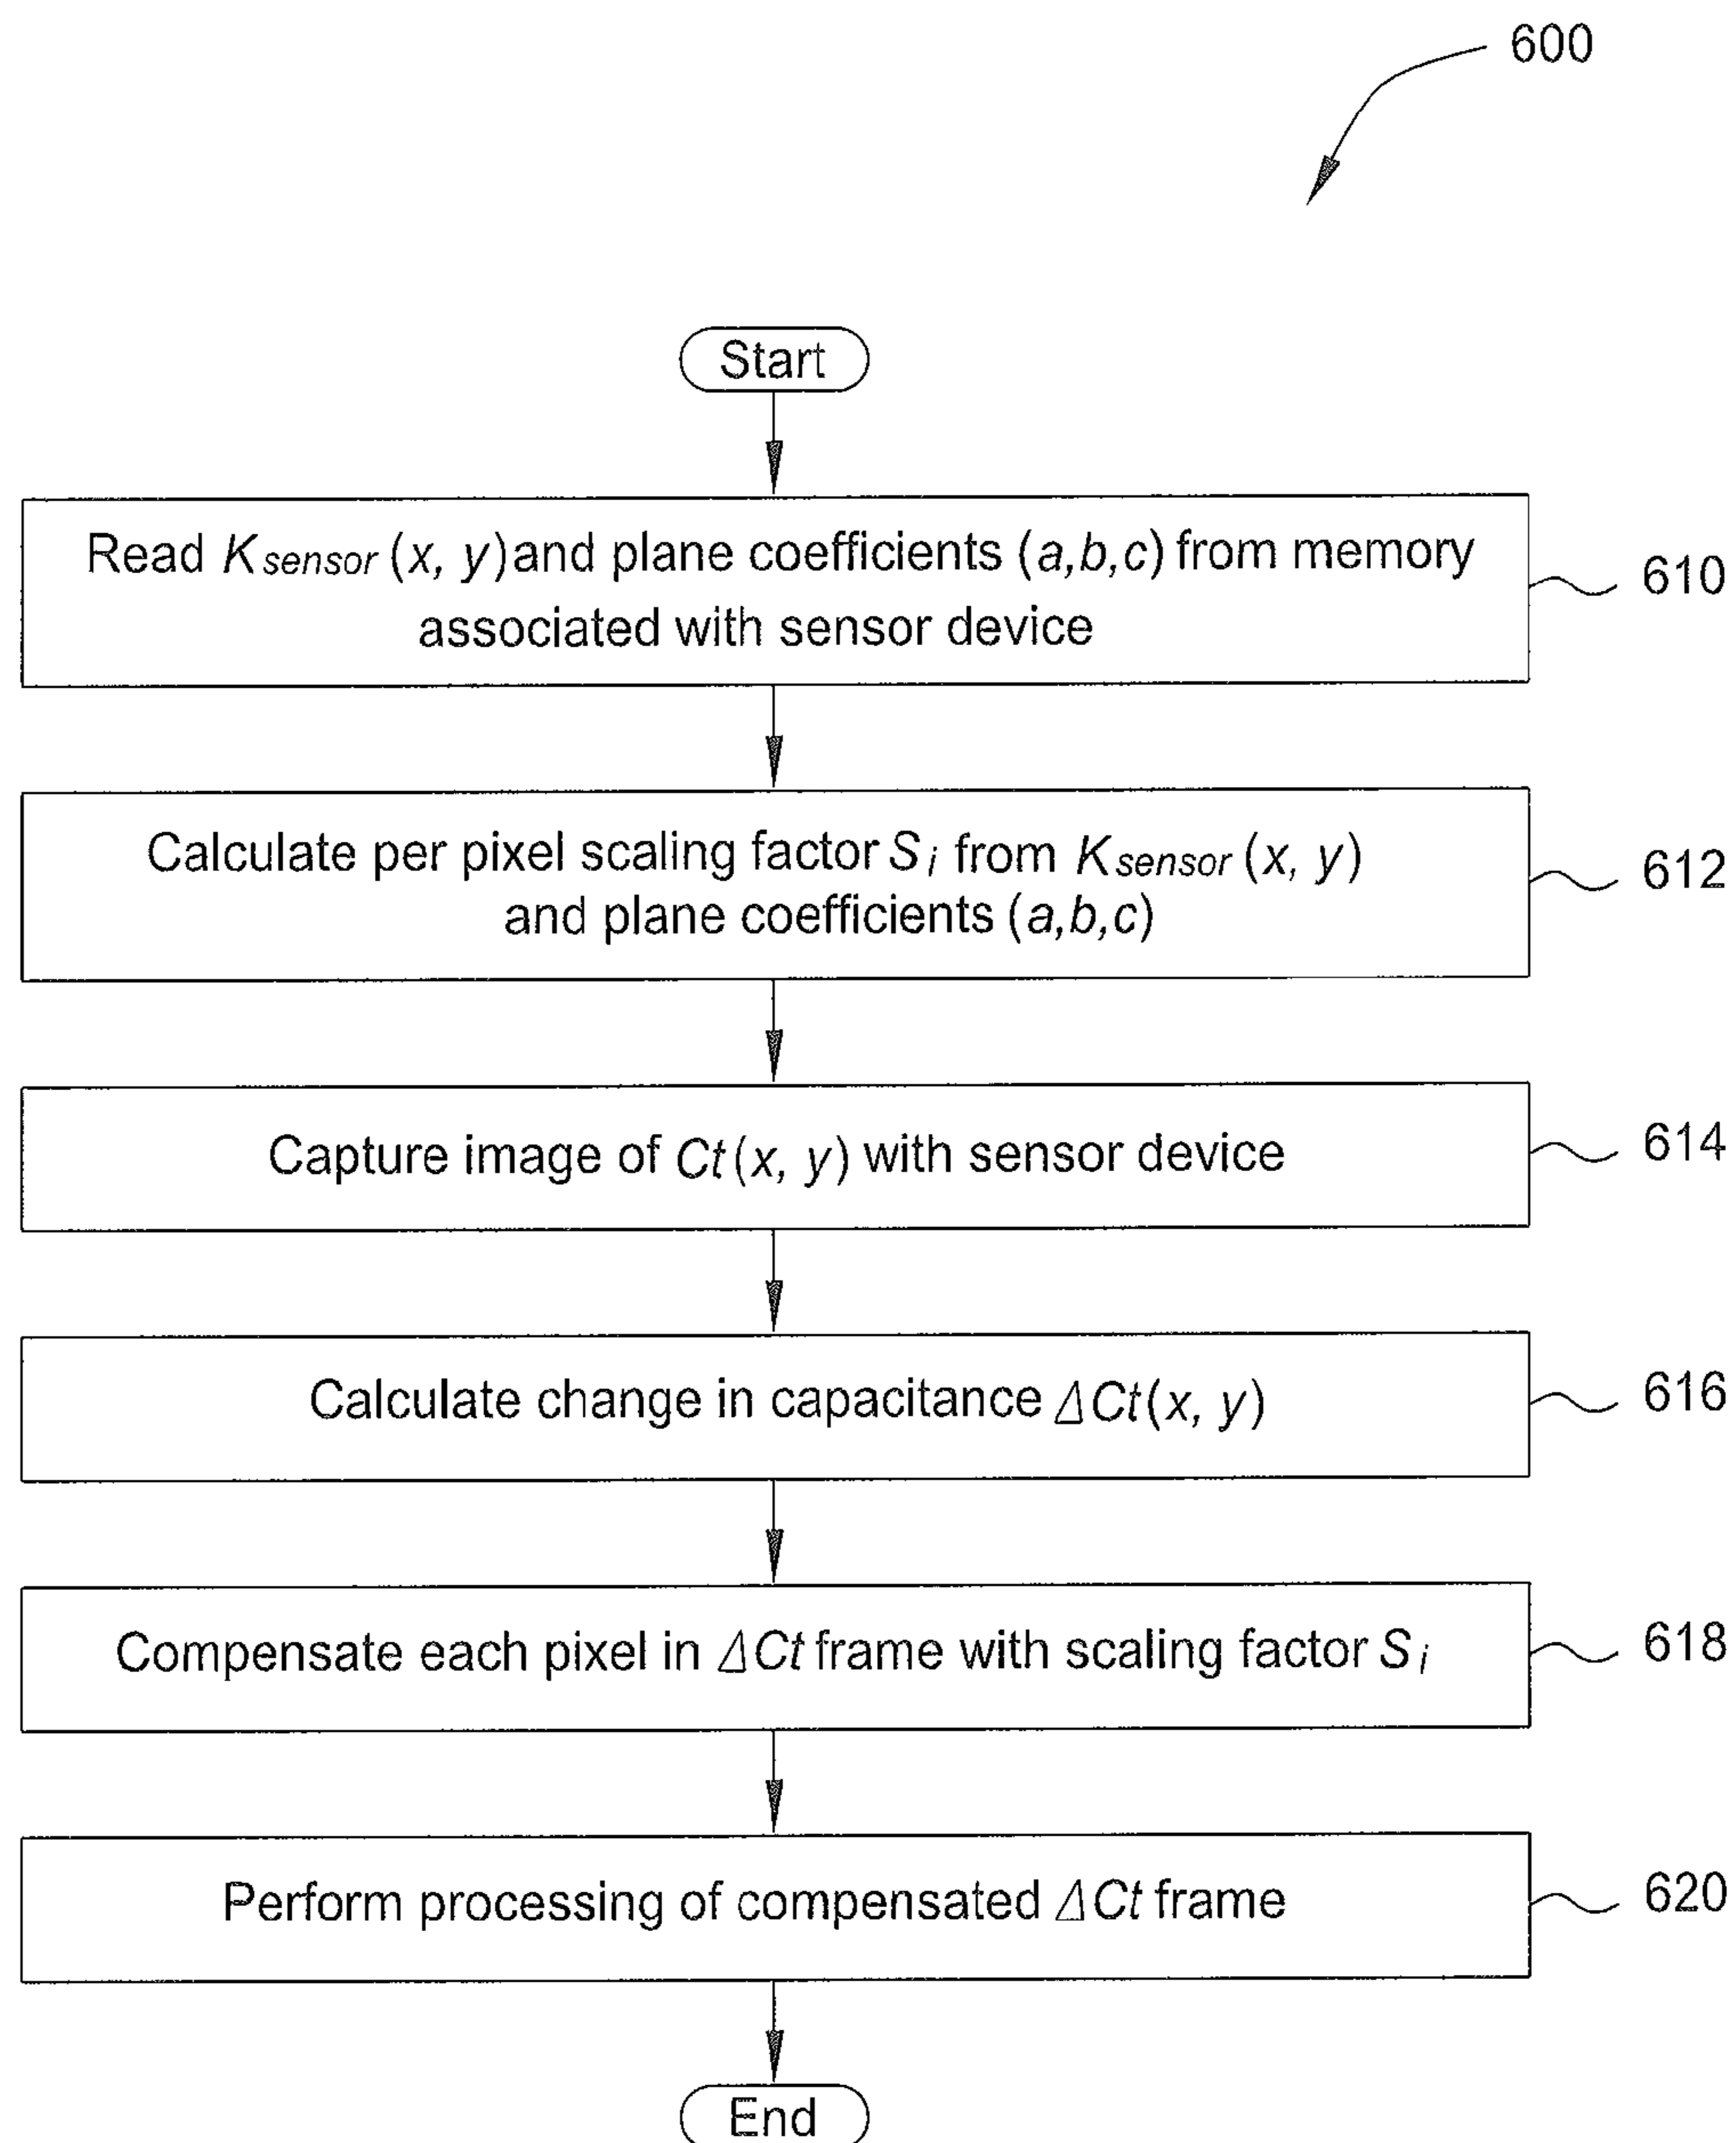 600
Start
Read Ksensor (x, y) and plane coefficients (a,b,c) from memory
associated with sensor device
610
Calculate per pixel scaling factor Si from Ksensor (x, y)
and plane coefficients (a,b,c)
612
Capture image of Ct(x, y) with sensor device
614
Calculate change in capacitance ΔCt(x, y)
616
Compensate each pixel in ΔCt frame with scaling factor Si
618
Perform processing of compensated ΔCt frame
620
End